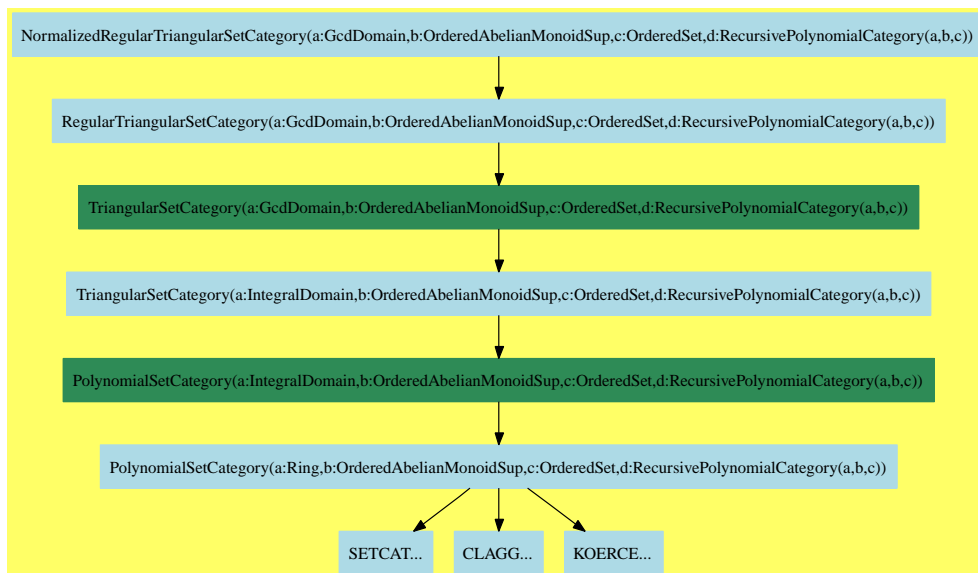 NormalizedRegularTriangularSetCategory(a:GcdDomain,b:OrderedAbelianMonoidSup,c:OrderedSet,d:RecursivePolynomialCategory(a,b,c))
RegularTriangularSetCategory(a:GcdDomain,b:OrderedAbelianMonoidSup,c:OrderedSet,d:RecursivePolynomialCategory(a,b,c))
TriangularSetCategory(a:GcdDomain,b:OrderedAbelianMonoidSup,c:OrderedSet,d:RecursivePolynomialCategory(a,b,c))
TriangularSetCategory(a:IntegralDomain,b:OrderedAbelianMonoidSup,c:OrderedSet,d:RecursivePolynomialCategory(a,b,c))
PolynomialSetCategory(a:IntegralDomain,b:OrderedAbelianMonoidSup,c:OrderedSet,d:RecursivePolynomialCategory(a,b,c))
PolynomialSetCategory(a:Ring,b:OrderedAbelianMonoidSup,c:OrderedSet,d:RecursivePolynomialCategory(a,b,c))
SETCAT... CLAGG... KOERCE...